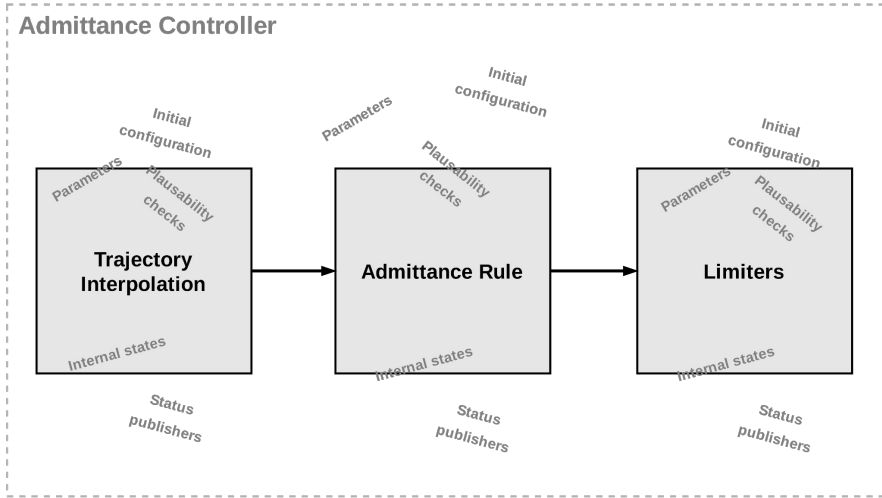 Admittance Controller
Initial
configuration
Parameters
Plausability
checks
Trajectory
Interpolation
Internal states
Status
publishers
Initial
configuration
Parameters
Plausability
checks
Admittance Rule
Internal states
Status
publishers
Initial
configuration
Parameters
Plausability
checks
Limiters
Internal states
Status
publishers